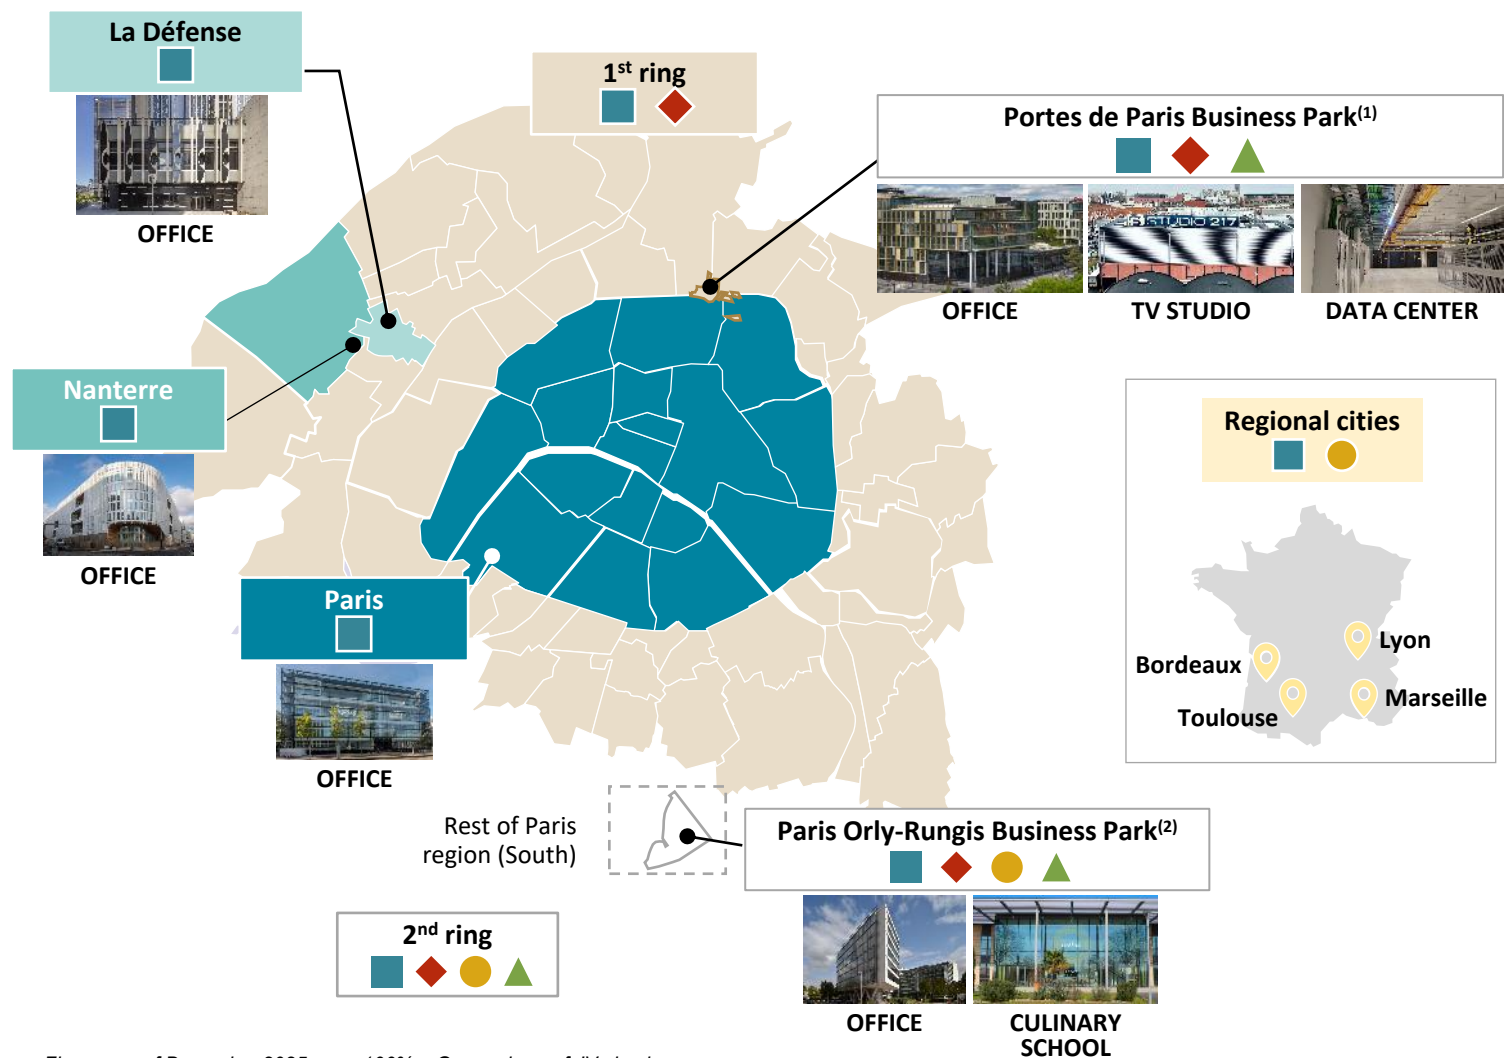 La Défense
OFFICE
1st ring
Portes de Paris Business Park(1)
STUDIO 217
OFFICE
TV STUDIO
DATA CENTER
Nanterre
OFFICE
Paris
OFFICE
Regional cities
Lyon
Bordeaux
Marseille
Toulouse
Rest of Paris
region (South)
Paris Orly-Rungis Business Park(2)
OFFICE
CULINARY
SCHOOL
2nd ring